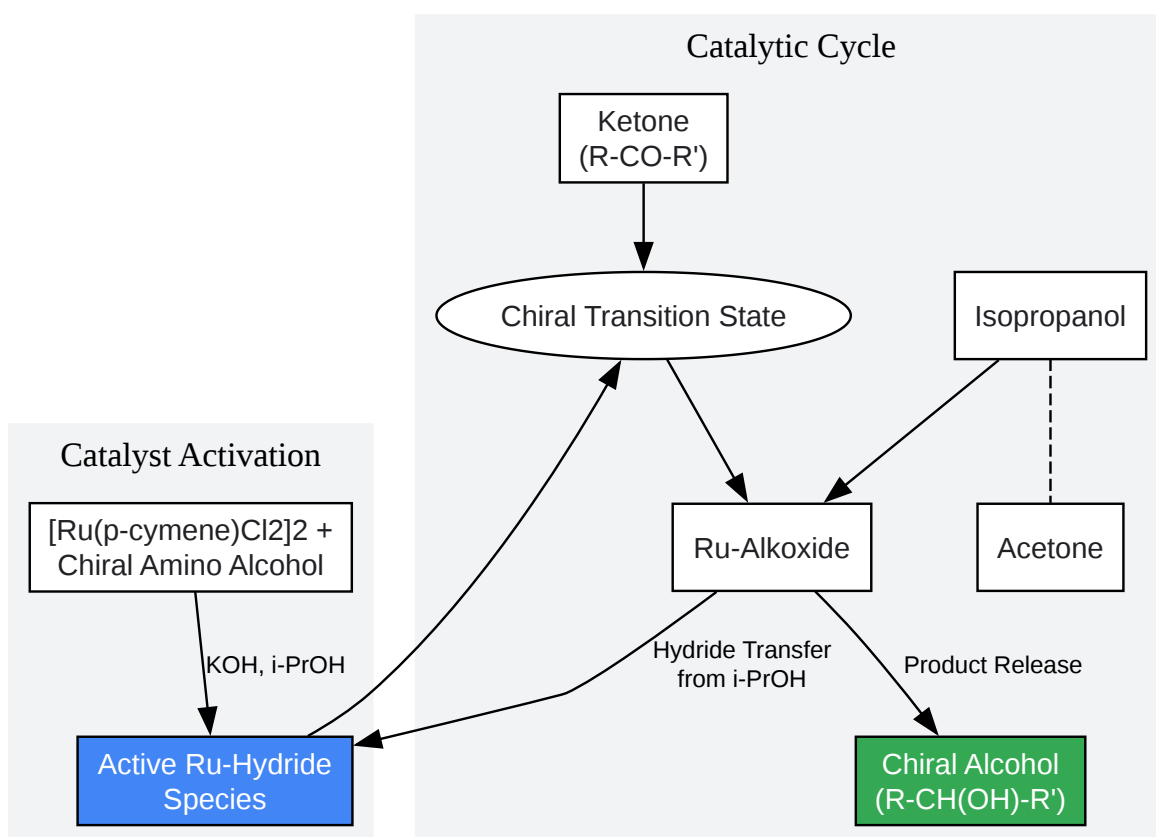 Catalytic Cycle
Ketone
(R-CO-R')
Chiral Transition State
Isopropanol
Catalyst Activation
[Ru(p-cymene)Cl2]2 +
Chiral Amino Alcohol
Ru-Alkoxide
Acetone
KOH, i-PrOH
Hydride Transfer
from i-PrOH
Product Release
Active Ru-Hydride
Species
Chiral Alcohol
(R-CH(OH)-R')